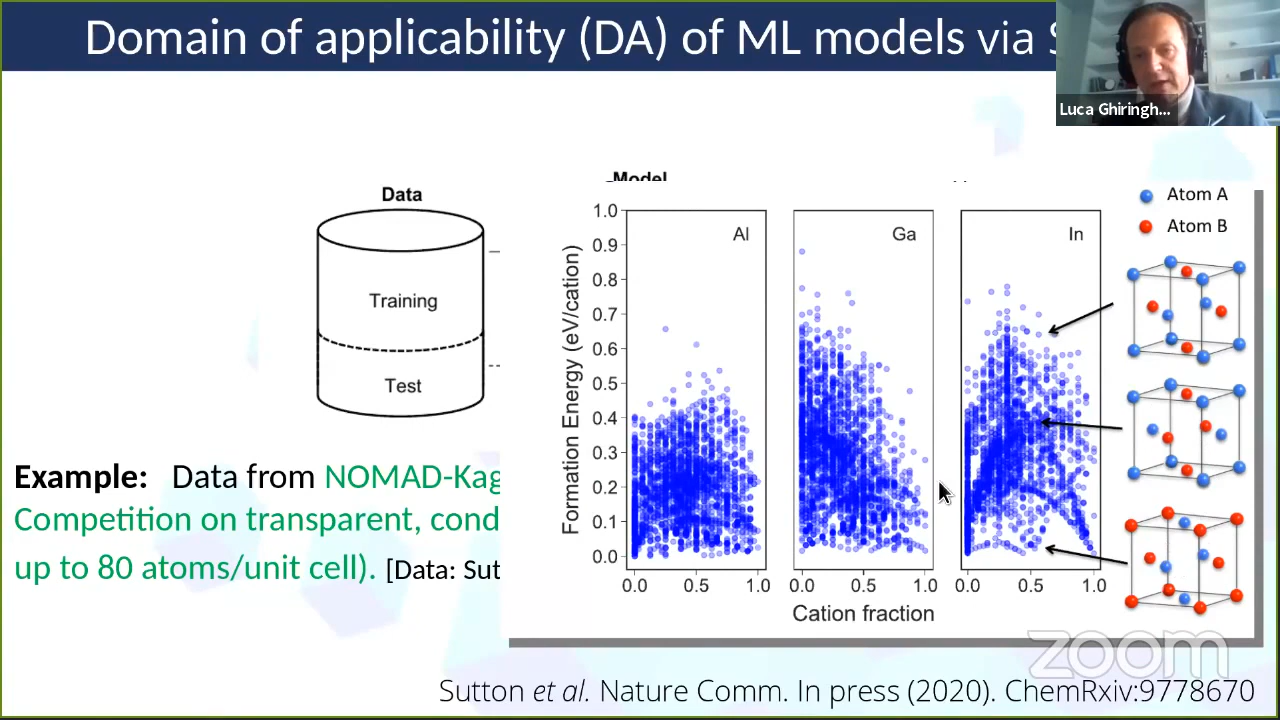 Domain of applicability (DA) of ML models via S
Luca Ghiringh...
Data
Training
Test
Model
Atom A
Atom B
1.0
0.9
0.8
0.7
0.6
0.5
0.4
0.3
0.2
0.1
0.0
Formation Energy (eV/cation)
Al
Ga
In
0.0 0.5 1.0 0.0 0.5 1.0 0.0 0.5 1.0
Cation fraction
Example: Data from NOMAD-Kag
Competition on transparent, cond
up to 80 atoms/unit cell). [Data: Sut
zoom
Sutton et al. Nature Comm. In press (2020). ChemRxiv:9778670